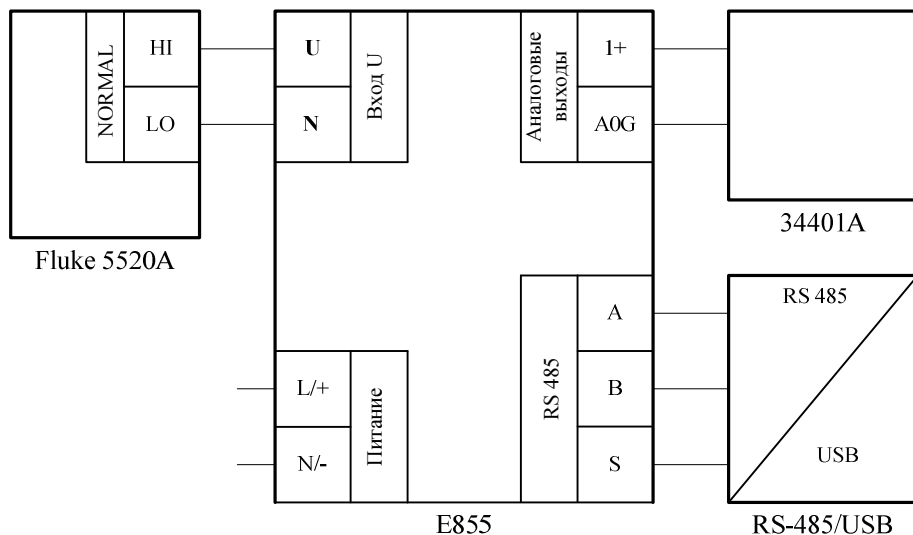 NORMAL
HI
LO
Fluke 5520A
U
N
Вход U
Аналоговые
выходы
1+
A0G
34401A
L/+
N/-
Питание
RS 485
A
B
S
E855
RS 485
USB
RS-485/USB